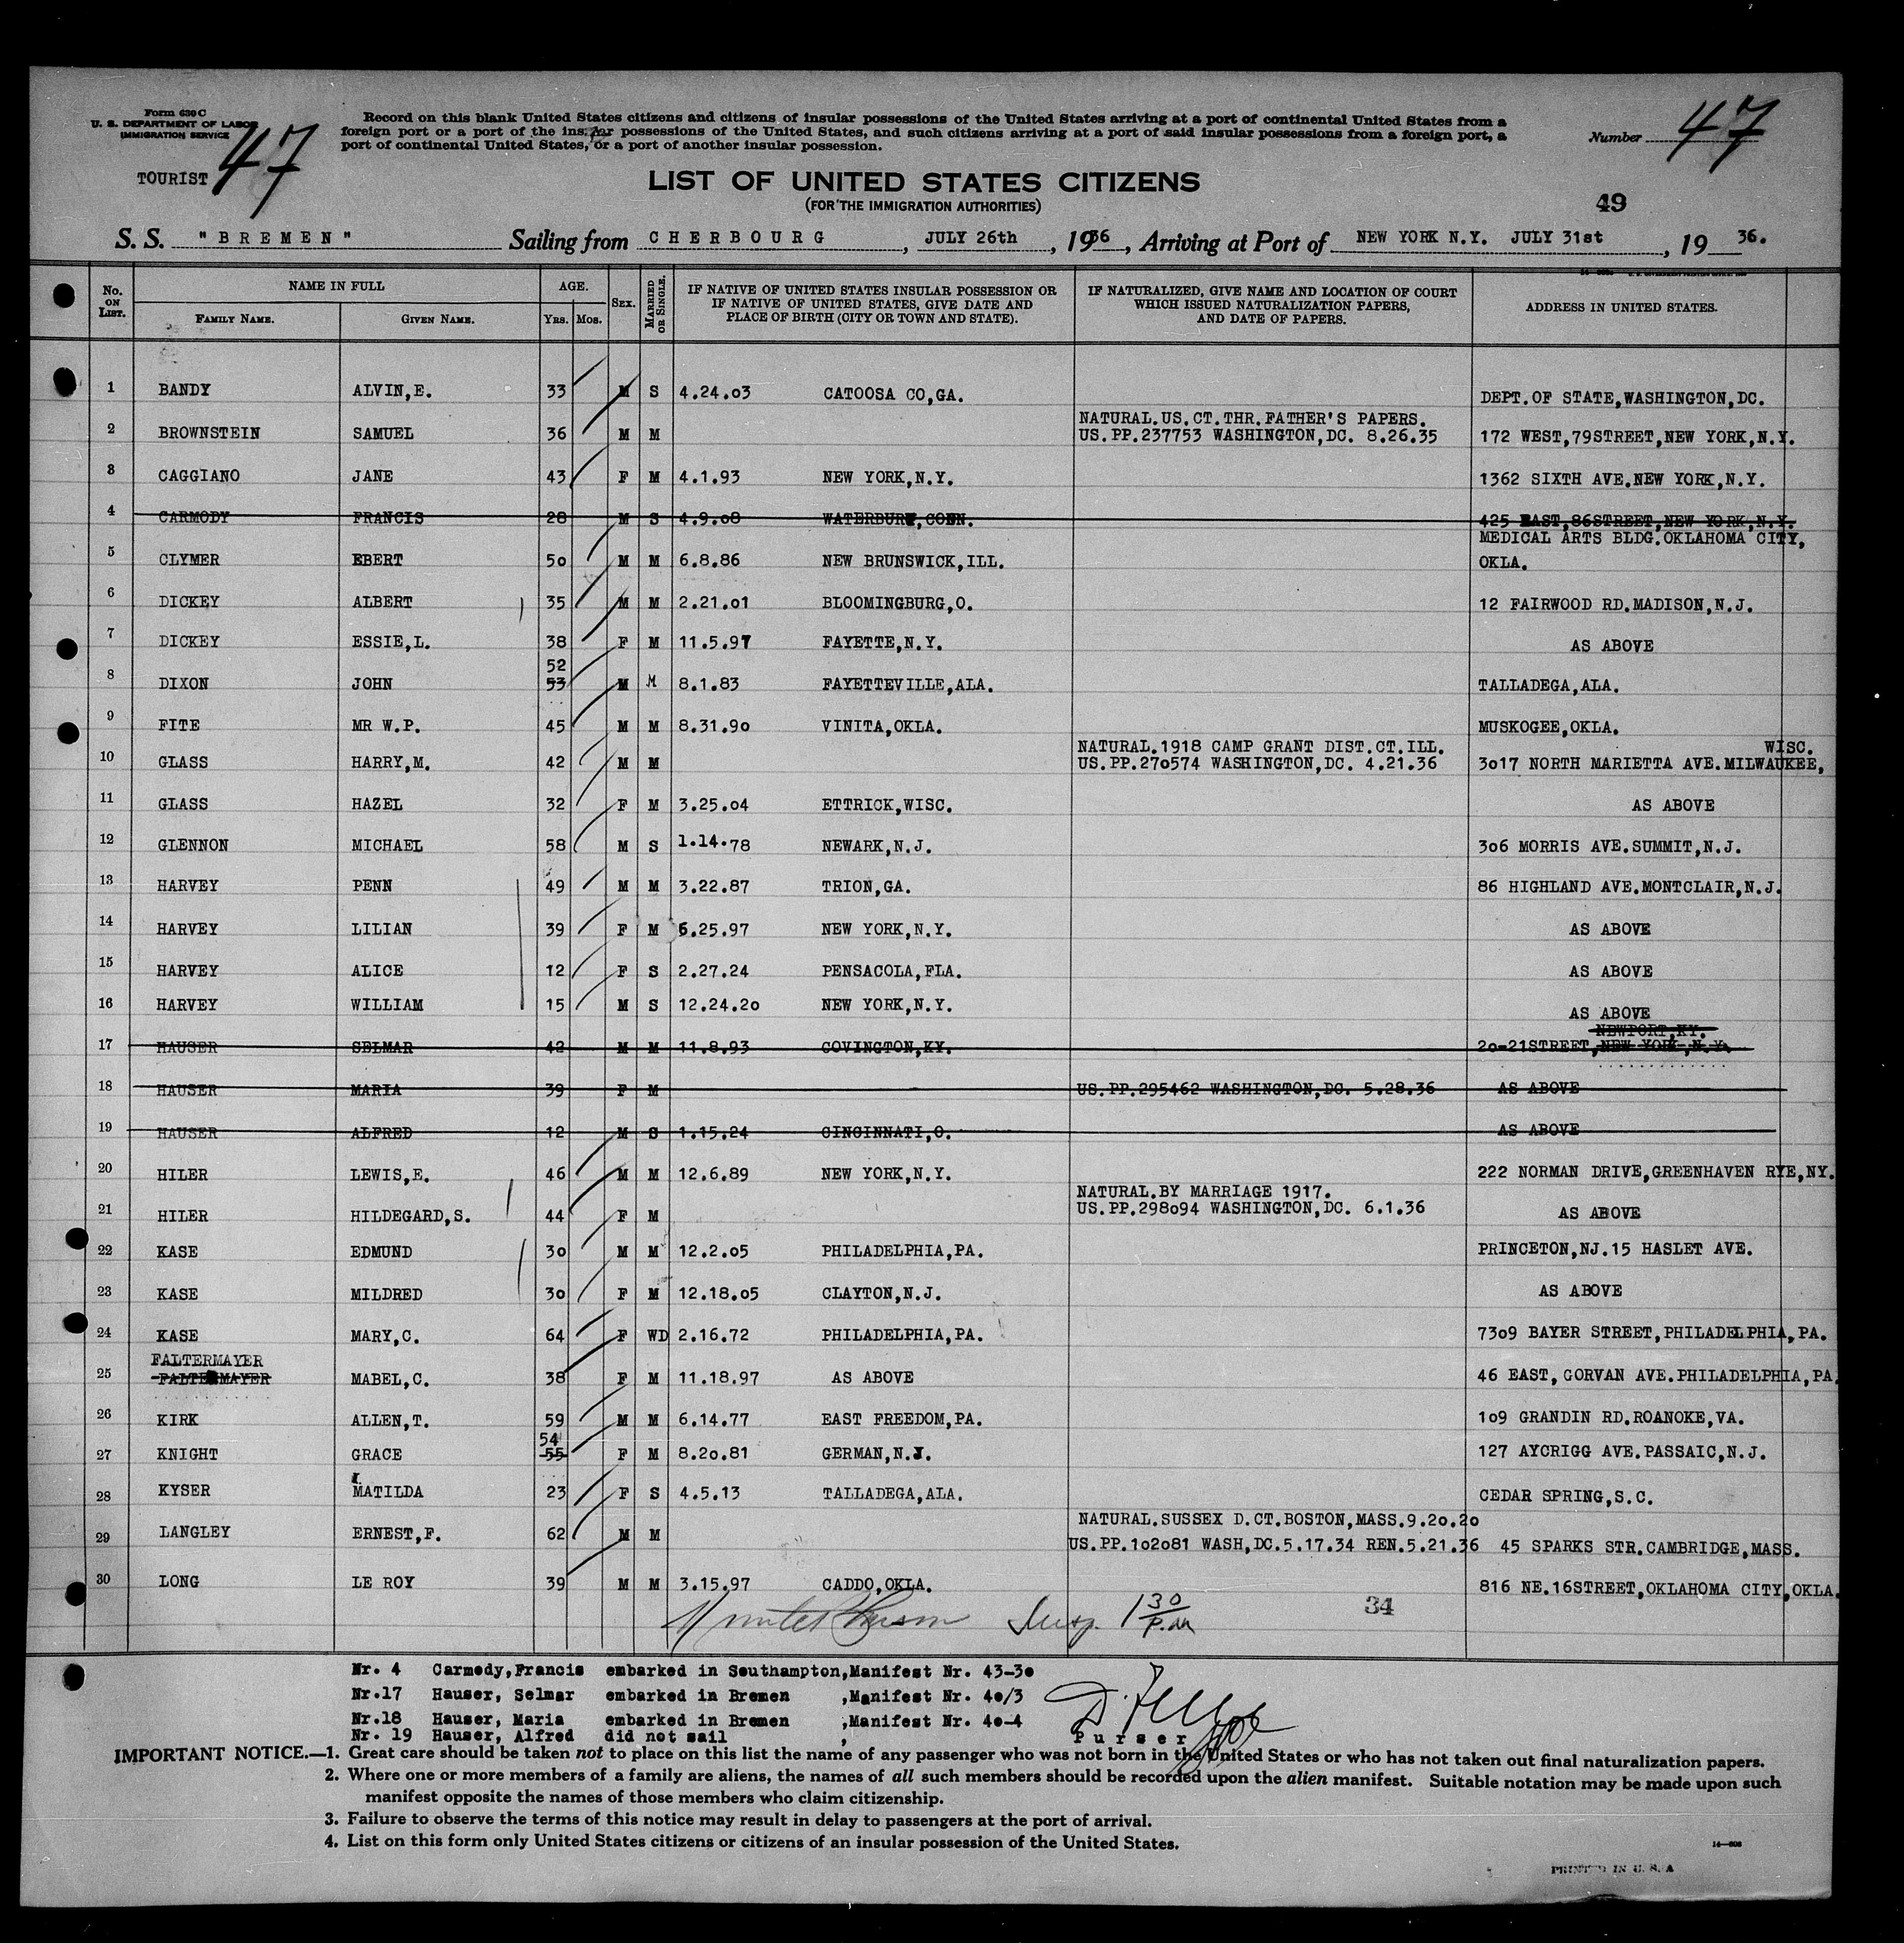 Form 630 C
U. S. DEPARTMENT OF LABOR
IMMIGRATION SERVICE
TOURIST
47
Record on this blank United States citizens and citizens of insular possessions of the United States arriving at a port of continental United States from a
foreign port or a port of the insular possessions of the United States, and such citizens arriving at a port of said insular possessions from a foreign port, a
port of continental United States, or a port of another insular possession.
Number 47
LIST OF UNITED STATES CITIZENS
(FOR THE IMMIGRATION AUTHORITIES)
49
S. S. "BREMEN" Sailing from CHERBOURG, JULY 26th, 1936, Arriving at Port of NEW YORK N.Y. JULY 31st, 19 36.
No. ON LIST. NAME IN FULL FAMILY NAME. GIVEN NAME. AGE. YRS. MOS. SEX. MARRIED OR SINGLE. IF NATIVE OF UNITED STATES INSULAR POSSESSION OR IF NATIVE OF UNITED STATES, GIVE DATE AND PLACE OF BIRTH (CITY OR TOWN AND STATE). IF NATURALIZED, GIVE NAME AND LOCATION OF COURT WHICH ISSUED NATURALIZATION PAPERS, AND DATE OF PAPERS. ADDRESS IN UNITED STATES.
1 BANDY ALVIN,E. 33 M S 4.24.03 CATOOSA CO,GA. DEPT.OF STATE,WASHINGTON,DC.
NATURAL.US.CT.THR.FATHER'S PAPERS.
2 BROWNSTEIN SAMUEL 36 M M US.PP.237753 WASHINGTON,DC. 8.26.35 172 WEST,79STREET,NEW YORK,N.Y.
3 CAGGIANO JANE 43 F M 4.1.93 NEW YORK,N.Y. 1362 SIXTH AVE.NEW YORK,N.Y.
4 CARMODY FRANCIS 28 M S 4.9.08 WATERBURY,CONN. 425 EAST,86STREET,NEW YORK,N.Y.
MEDICAL ARTS BLDG.OKLAHOMA CITY,
5 CLYMER EBERT 50 M M 6.8.86 NEW BRUNSWICK,ILL. OKLA.
6 DICKEY ALBERT 35 M M 2.21.01 BLOOMINGBURG,O. 12 FAIRWOOD RD.MADISON,N.J.
7 DICKEY ESSIE,L. 38 F M 11.5.97 FAYETTE,N.Y. AS ABOVE
52
8 DIXON JOHN 53 M M 8.1.83 FAYETTEVILLE,ALA. TALLADEGA,ALA.
9 FITE MR W.P. 45 M M 8.31.90 VINITA,OKLA. MUSKOGEE,OKLA.
NATURAL.1918 CAMP GRANT DIST.CT.ILL. WISC.
10 GLASS HARRY,M. 42 M M US.PP.270574 WASHINGTON,DC. 4.21.36 3017 NORTH MARIETTA AVE.MILWAUKEE,
11 GLASS HAZEL 32 F M 3.25.04 ETTRICK,WISC. AS ABOVE
12 GLENNON MICHAEL 58 M S 1.14.78 NEWARK,N.J. 306 MORRIS AVE.SUMMIT,N.J.
13 HARVEY PENN 49 M M 3.22.87 TRION,GA. 86 HIGHLAND AVE.MONTCLAIR,N.J.
14 HARVEY LILIAN 39 F M 6.25.97 NEW YORK,N.Y. AS ABOVE
15 HARVEY ALICE 12 F S 2.27.24 PENSACOLA,FLA. AS ABOVE
16 HARVEY WILLIAM 15 M S 12.24.20 NEW YORK,N.Y. AS ABOVE
NEWPORT,KY.
17 HAUSER SELMAR 42 M M 11.8.93 COVINGTON,KY. 20-21STREET,NEW YORK,N.Y.
18 HAUSER MARIA 39 F M US.PP.295462 WASHINGTON,DC. 5.28.36 AS ABOVE
19 HAUSER ALFRED 12 M S 1.15.24 CINCINNATI,O. AS ABOVE
20 HILER LEWIS,E. 46 M M 12.6.89 NEW YORK,N.Y. 222 NORMAN DRIVE,GREENHAVEN RYE,NY.
NATURAL.BY MARRIAGE 1917.
21 HILER HILDEGARD,S. 44 F M US.PP.298094 WASHINGTON,DC. 6.1.36 AS ABOVE
22 KASE EDMUND 30 M M 12.2.05 PHILADELPHIA,PA. PRINCETON,NJ.15 HASLET AVE.
23 KASE MILDRED 30 F M 12.18.05 CLAYTON,N.J. AS ABOVE
24 KASE MARY,C. 64 F WD 2.16.72 PHILADELPHIA,PA. 7309 BAYER STREET,PHILADELPHIA,PA.
FALTERMAYER
25 FALTERMAYER MABEL,C. 38 F M 11.18.97 AS ABOVE 46 EAST, GORVAN AVE.PHILADELPHIA,PA.
26 KIRK ALLEN,T. 59 M M 6.14.77 EAST FREEDOM,PA. 109 GRANDIN RD.ROANOKE,VA.
54
27 KNIGHT GRACE 55 F M 8.20.81 GERMAN,N.J. 127 AYCRIGG AVE.PASSAIC,N.J.
28 KYSER MATILDA 23 F S 4.5.13 TALLADEGA,ALA. CEDAR SPRING,S.C.
NATURAL.SUSSEX D.CT.BOSTON,MASS.9.20.20
29 LANGLEY ERNEST,F. 62 M M US.PP.102081 WASH,DC.5.17.34 REN.5.21.36 45 SPARKS STR.CAMBRIDGE,MASS.
30 LONG LE ROY 39 M M 3.15.97 CADDO,OKLA. 816 NE.16STREET,OKLAHOMA CITY,OKLA.
Insp. 1 30 P.M 34
Nr. 4 Carmody,Francis embarked in Southampton,Manifest Nr. 43-30
Nr.17 Hauser, Selmar embarked in Bremen ,Manifest Nr. 40/3
Nr.18 Hauser, Maria embarked in Bremen ,Manifest Nr. 40-4
Nr. 19 Hauser, Alfred did not sail ,
Purser
IMPORTANT NOTICE.—1. Great care should be taken not to place on this list the name of any passenger who was not born in the United States or who has not taken out final naturalization papers.
2. Where one or more members of a family are aliens, the names of all such members should be recorded upon the alien manifest. Suitable notation may be made upon such
manifest opposite the names of those members who claim citizenship.
3. Failure to observe the terms of this notice may result in delay to passengers at the port of arrival.
4. List on this form only United States citizens or citizens of an insular possession of the United States.
PRINTED IN U. S. A